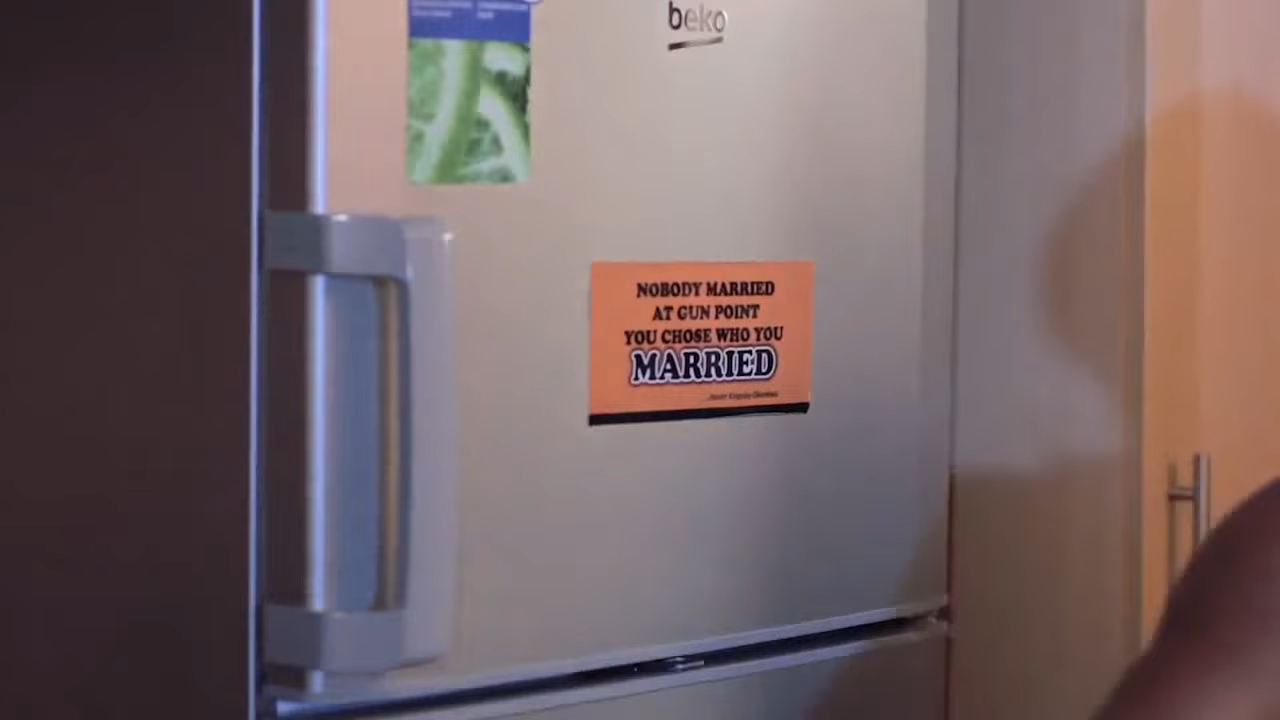 beko
NOBODY MARRIED
AT GUN POINT
YOU CHOSE WHO YOU
MARRIED